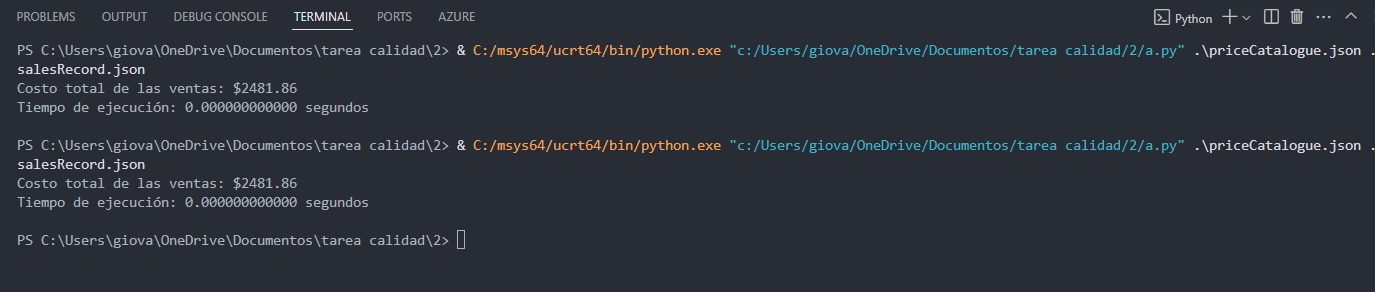 PROBLEMS OUTPUT DEBUG CONSOLE TERMINAL PORTS AZURE Python
PS C:\Users\giova\OneDrive\Documentos\tarea calidad\2> & C:/msys64/ucrt64/bin/python.exe "c:/Users/giova/OneDrive/Documentos/tarea calidad/2/a.py" .\priceCatalogue.json .
salesRecord.json
Costo total de las ventas: $2481.86
Tiempo de ejecución: 0.000000000000 segundos
PS C:\Users\giova\OneDrive\Documentos\tarea calidad\2> & C:/msys64/ucrt64/bin/python.exe "c:/Users/giova/OneDrive/Documentos/tarea calidad/2/a.py" .\priceCatalogue.json .
salesRecord.json
Costo total de las ventas: $2481.86
Tiempo de ejecución: 0.000000000000 segundos
PS C:\Users\giova\OneDrive\Documentos\tarea calidad\2>